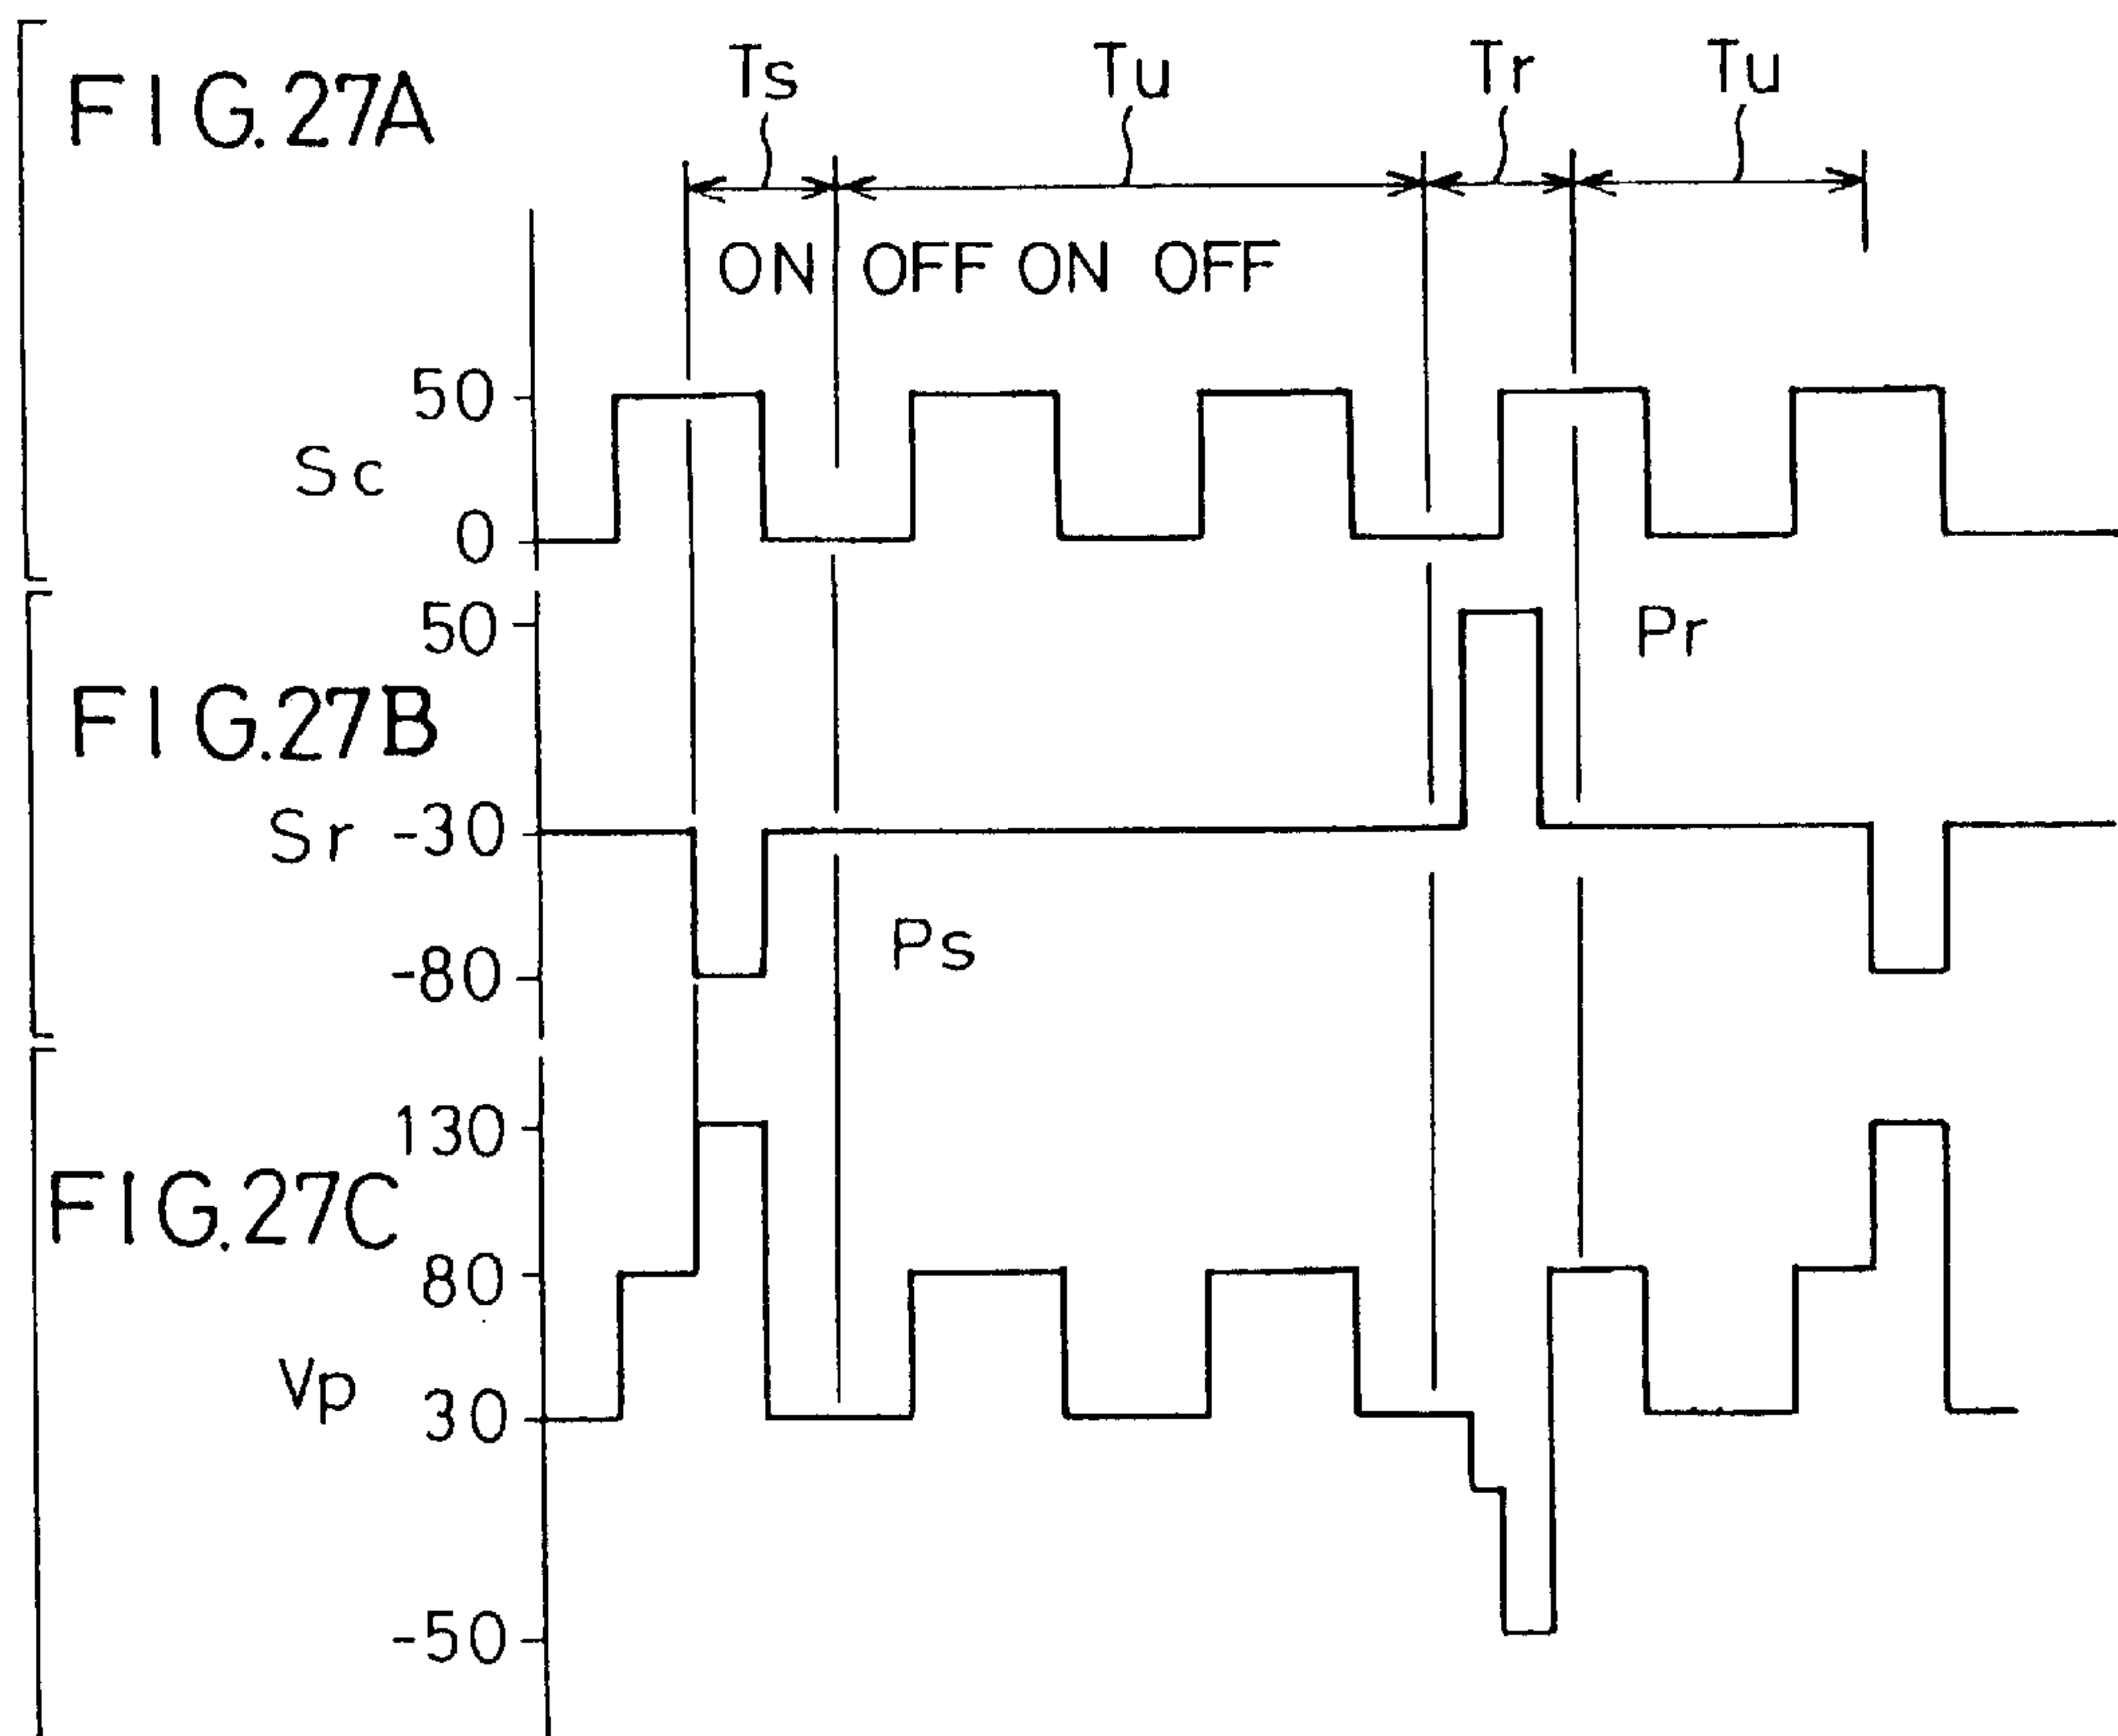 FIG.27A
Ts Tu Tr Tu
ON OFF ON OFF
50
Sc
0
50
Pr
FIG.27B
Sr -30
Ps
-80
130
FIG.27C
80
Vp
30
-50